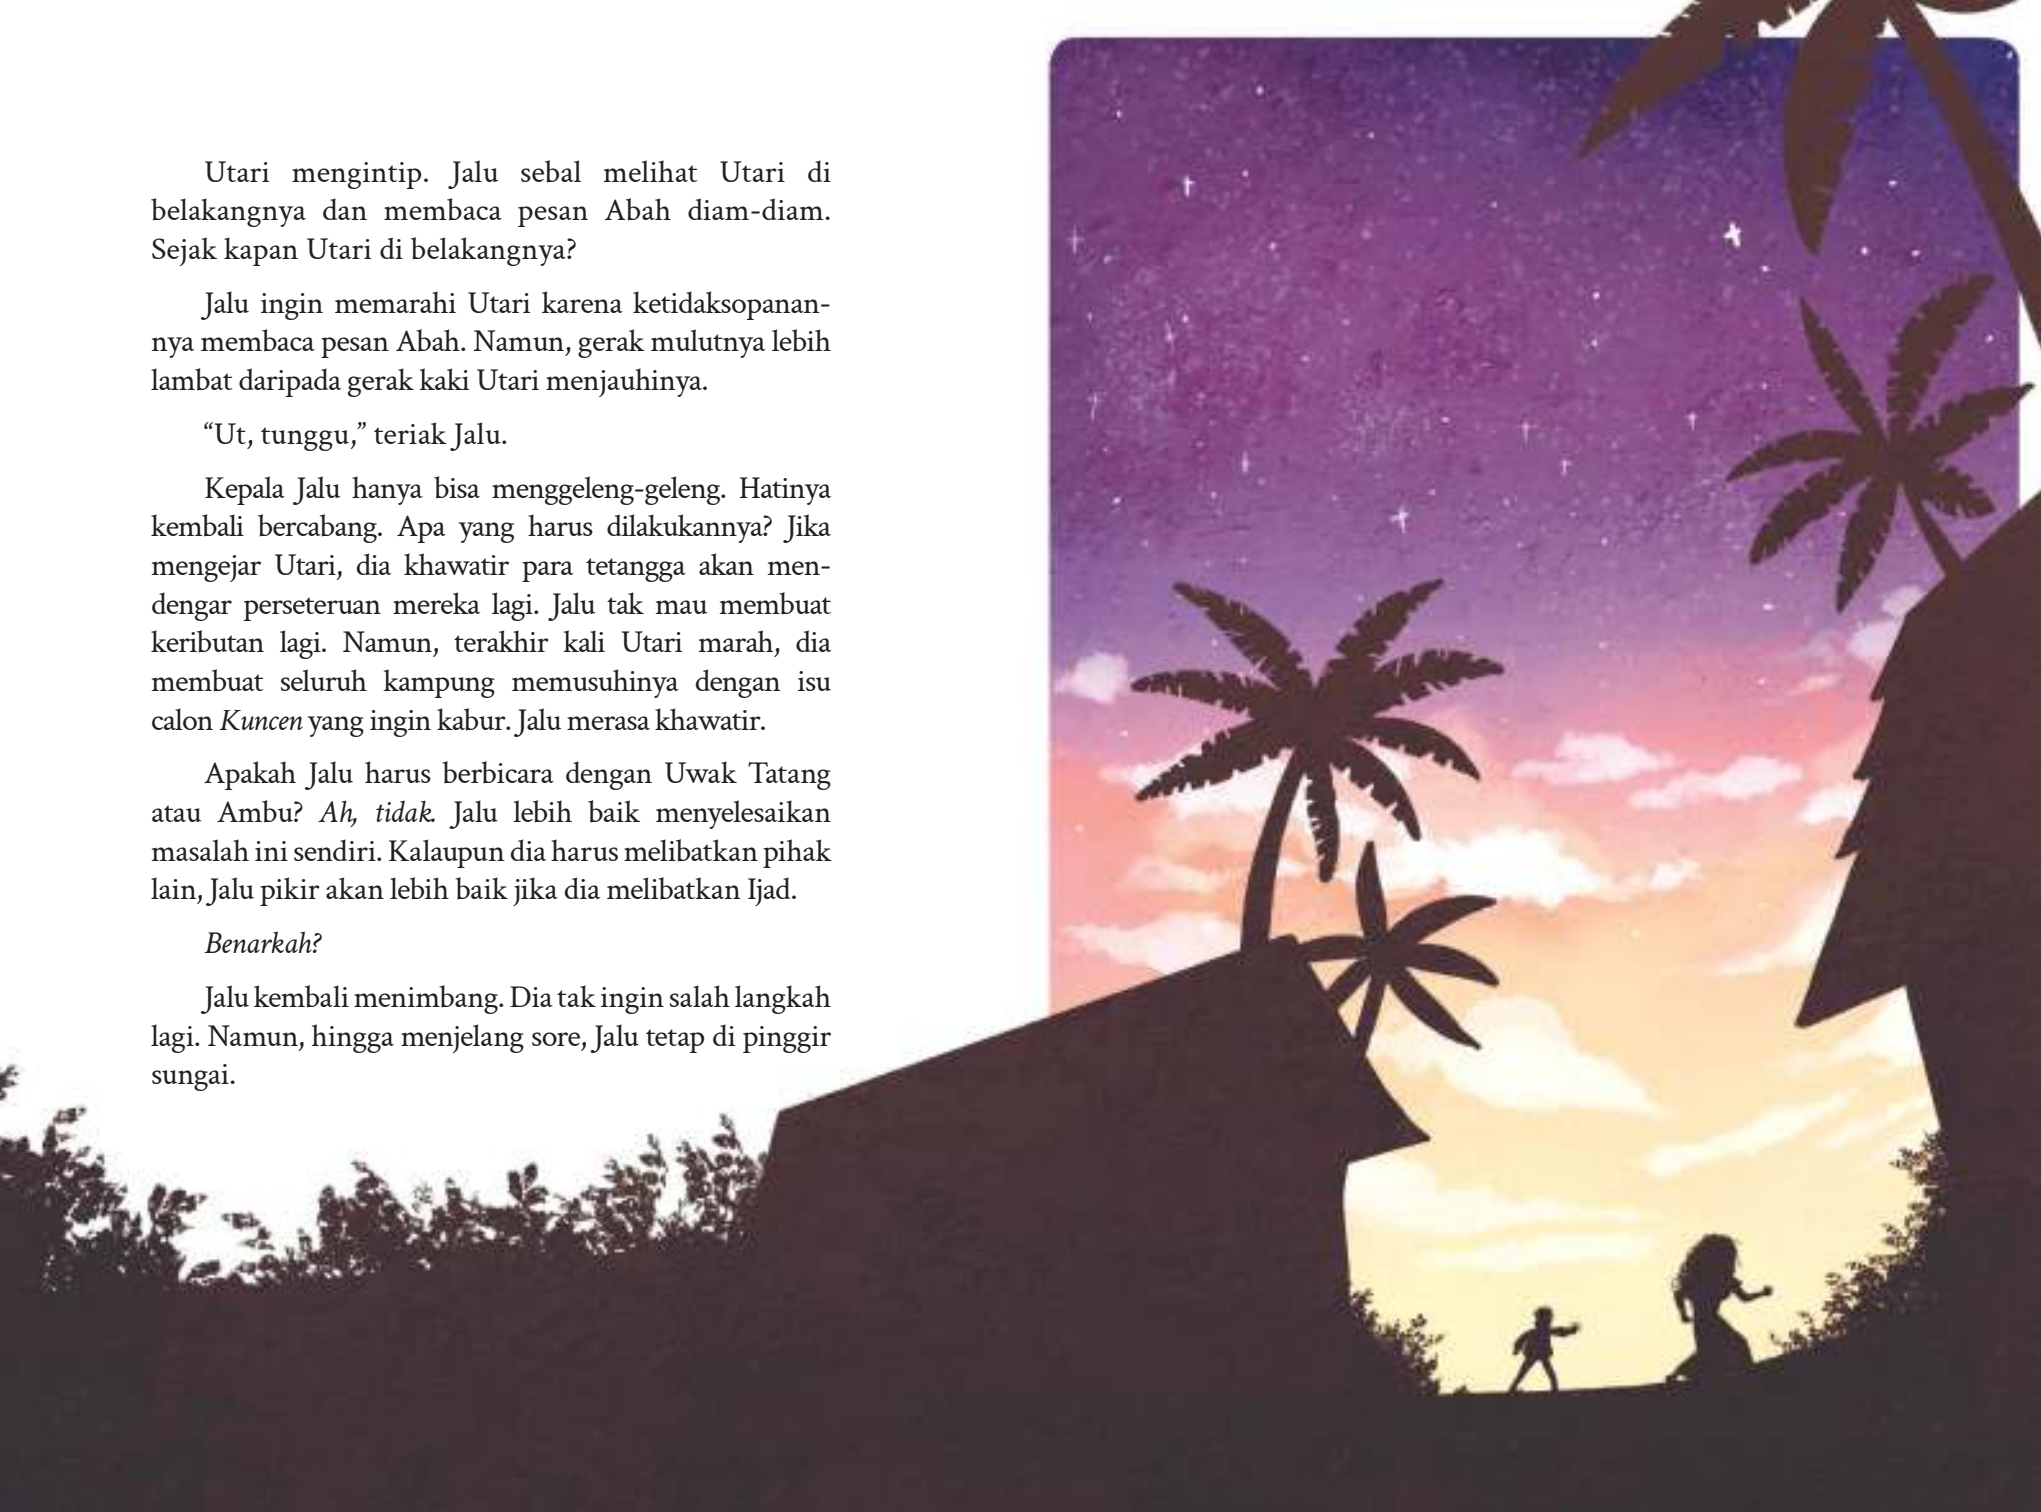 Utari mengintip. Jalu sebal melihat Utari di
belakangnya dan membaca pesan Abah diam-diam.
Sejak kapan Utari di belakangnya?
Jalu ingin memarahi Utari karena ketidaksopanan-
nya membaca pesan Abah. Namun, gerak mulutnya lebih
lambat daripada gerak kaki Utari menjauhinya.
“Ut, tunggu,” teriak Jalu.
Kepala Jalu hanya bisa menggeleng-geleng. Hatinya
kembali bercabang. Apa yang harus dilakukannya? Jika
mengejar Utari, dia khawatir para tetangga akan men-
dengar perseteruan mereka lagi. Jalu tak mau membuat
keributan lagi. Namun, terakhir kali Utari marah, dia
membuat seluruh kampung memusuhinya dengan isu
calon Kuncen yang ingin kabur. Jalu merasa khawatir.
Apakah Jalu harus berbicara dengan Uwak Tatang
atau Ambu? Ah, tidak. Jalu lebih baik menyelesaikan
masalah ini sendiri. Kalaupun dia harus melibatkan pihak
lain, Jalu pikir akan lebih baik jika dia melibatkan Ijad.
Benarkah?
Jalu kembali menimbang. Dia tak ingin salah langkah
lagi. Namun, hingga menjelang sore, Jalu tetap di pinggir
sungai.